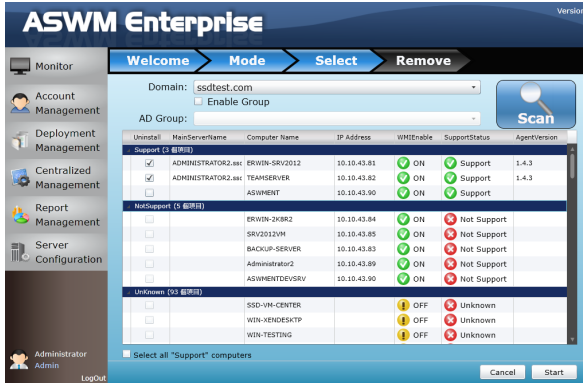 ASWM Enterprise
Version
Monitor
Account
Management
Deployment
Management
Centralized
Management
Report
Management
Server
Configuration
Administrator
Admin
LogOut
Welcome Mode Select Remove
Domain: ssdtest.com
Enable Group
AD Group:
Scan
Uninstall MainServerName Computer Name IP Address WMIEnable SupportStatus AgentVersion
Support (3 個項目)
ADMINISTRATOR2.ssc ERWIN-SRV2012 10.10.43.81 ON Support 1.4.3
ADMINISTRATOR2.ssc TEAMSERVER 10.10.43.82 ON Support 1.4.3
ASWMENT 10.10.43.90 ON Support
NotSupport (5 個項目)
ERWIN-2K8R2 10.10.43.84 ON Not Support
SRV2012VM 10.10.43.85 ON Not Support
BACKUP-SERVER 10.10.43.83 ON Not Support
Administrator2 10.10.43.89 ON Not Support
ASWMENTDEVSRV 10.10.43.90 ON Not Support
UnKnown (93 個項目)
SSD-VM-CENTER OFF Unknown
WIN-XENDESKTP OFF Unknown
WIN-TESTING OFF Unknown
Select all "Support" computers
Cancel Start